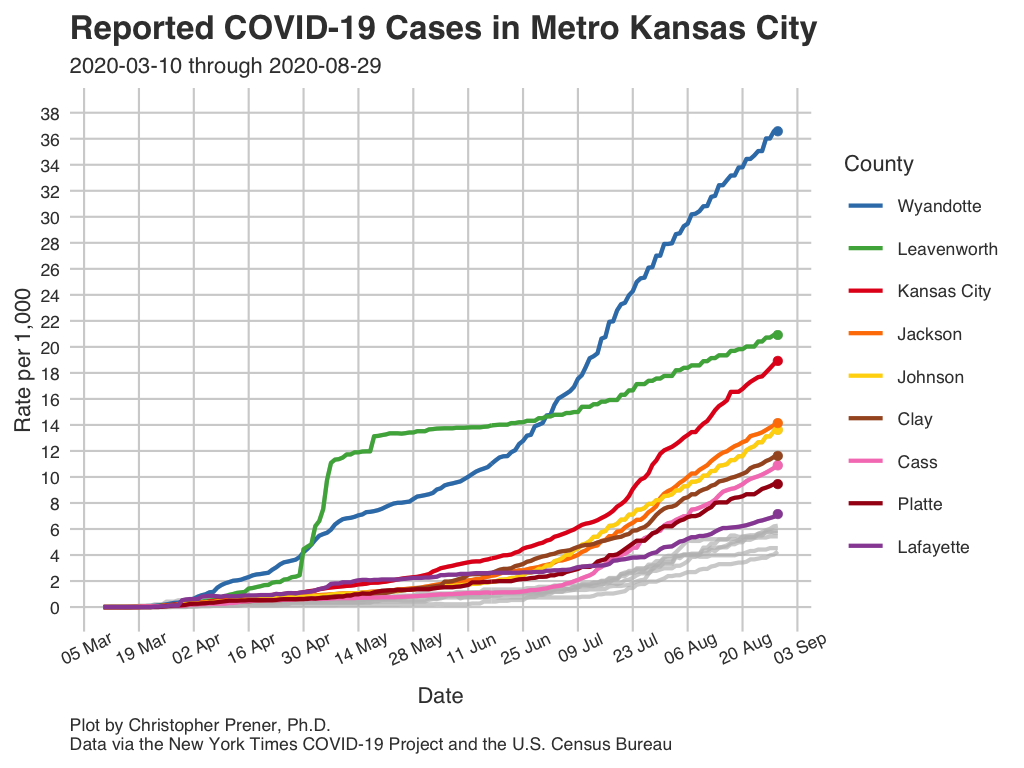 Reported COVID-19 Cases in Metro Kansas City
2020-03-10 through 2020-08-29
Rate per 1,000
38
36
34
32
30
28
26
24
22
20
18
16
14
12
10
8
6
4
2
0
05 Mar
19 Mar
02 Apr
16 Apr
30 Apr
14 May
28 May
11 Jun
25 Jun
09 Jul
23 Jul
06 Aug
20 Aug
03 Sep
Date
County
Wyandotte
Leavenworth
Kansas City
Jackson
Johnson
Clay
Cass
Platte
Lafayette
Plot by Christopher Prener, Ph.D.
Data via the New York Times COVID-19 Project and the U.S. Census Bureau